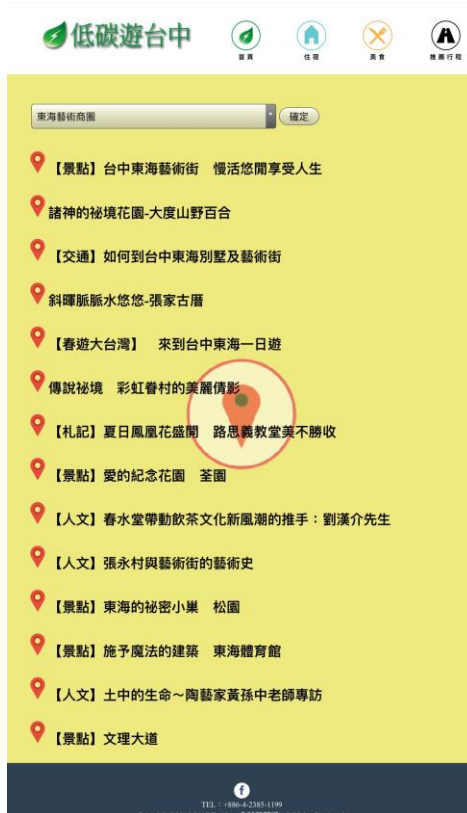 低碳遊台中
首頁
住宿
美食
推薦行程
東海藝術商圈
確定
【景點】台中東海藝術街　慢活悠閒享受人生
諸神的祕境花園-大度山野百合
【交通】如何到台中東海別墅及藝術街
斜暉脈脈水悠悠-張家古厝
【春遊大台灣】　來到台中東海一日遊
傳說祕境　彩虹眷村的美麗倩影
【札記】夏日鳳凰花盛開　路思義教堂美不勝收
【景點】愛的紀念花園　荃園
【人文】春水堂帶動飲茶文化新風潮的推手：劉漢介先生
【人文】張永村與藝術街的藝術史
【景點】東海的祕密小巢　松園
【景點】施予魔法的建築　東海體育館
【人文】土中的生命～陶藝家黃孫中老師專訪
【景點】文理大道
TEL：+886-4-2385-1199